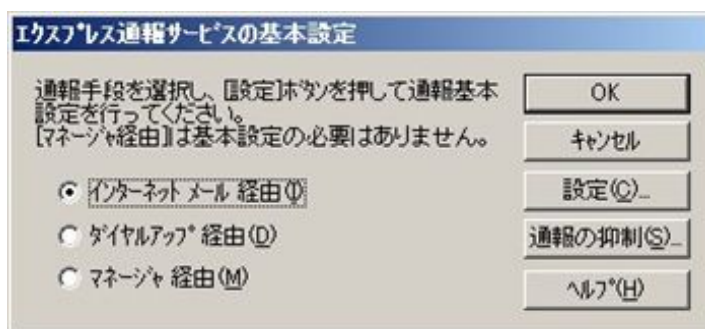 ｴｸｽﾌﾟﾚｽ通報ｻｰﾋﾞｽの基本設定
通報手段を選択し、[設定]ﾎﾞﾀﾝを押して通報基本
設定を行ってください。
[ﾏﾈｰｼﾞｬ経由]は基本設定の必要はありません。
ｲﾝﾀｰﾈｯﾄ ﾒｰﾙ 経由(I)
ﾀﾞｲﾔﾙｱｯﾌﾟ 経由(D)
ﾏﾈｰｼﾞｬ 経由(M)
OK
ｷｬﾝｾﾙ
設定(C)...
通報の抑制(S)...
ﾍﾙﾌﾟ(H)